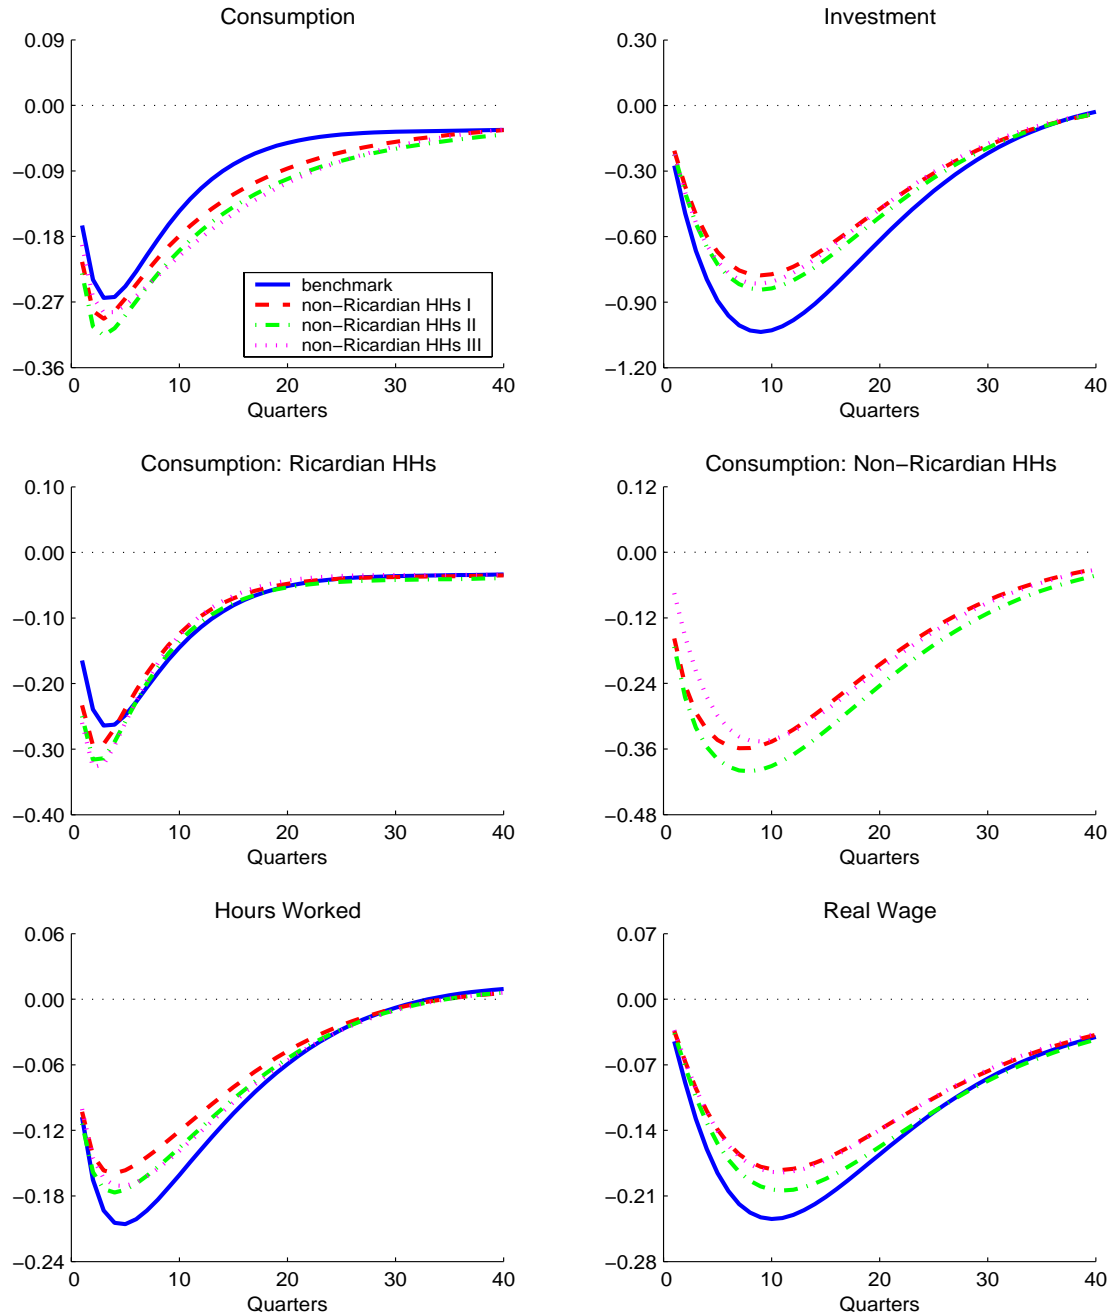 Consumption
0.09
0.00
−0.09
−0.18
−0.27
−0.36
0 10 20 30 40
Quarters
benchmark
non−Ricardian HHs I
non−Ricardian HHs II
non−Ricardian HHs III
Investment
0.30
0.00
−0.30
−0.60
−0.90
−1.20
0 10 20 30 40
Quarters
Consumption: Ricardian HHs
0.10
0.00
−0.10
−0.20
−0.30
−0.40
0 10 20 30 40
Quarters
Consumption: Non−Ricardian HHs
0.12
0.00
−0.12
−0.24
−0.36
−0.48
0 10 20 30 40
Quarters
Hours Worked
0.06
0.00
−0.06
−0.12
−0.18
−0.24
0 10 20 30 40
Quarters
Real Wage
0.07
0.00
−0.07
−0.14
−0.21
−0.28
0 10 20 30 40
Quarters